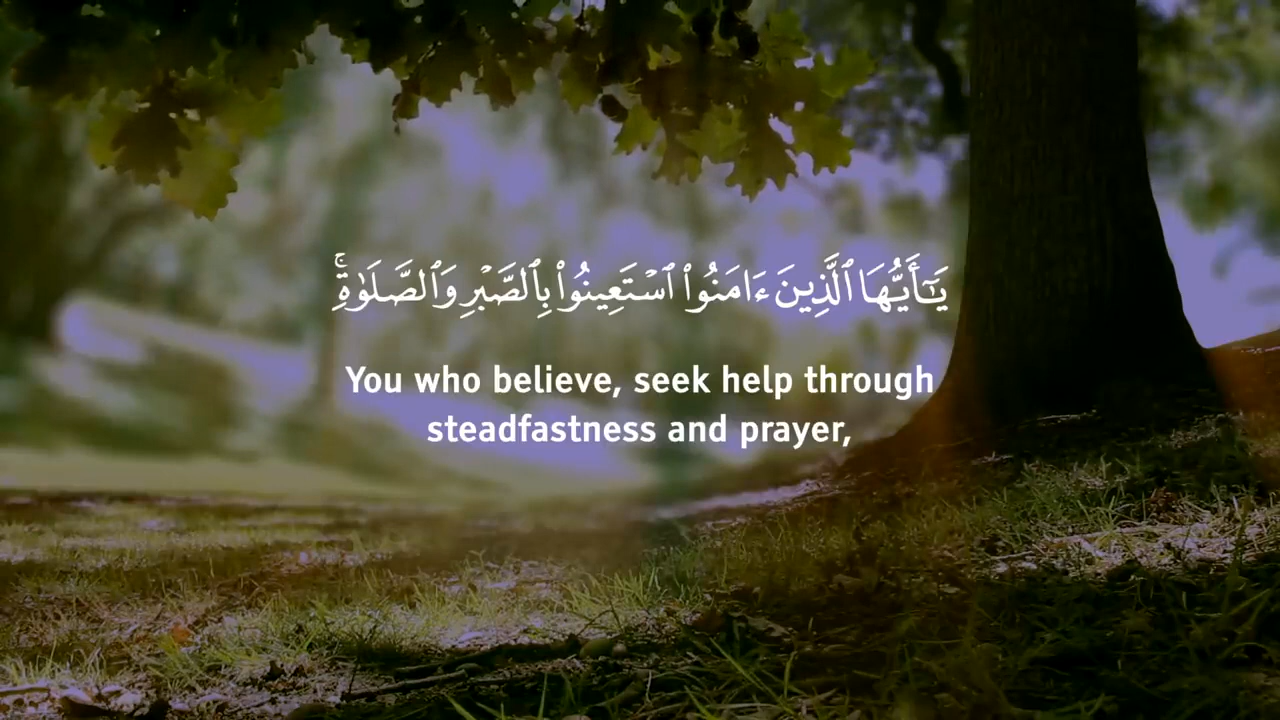 يَـٰٓأَيُّهَا ٱلَّذِينَ ءَامَنُوا۟ ٱسْتَعِينُوا۟ بِٱلصَّبْرِ وَٱلصَّلَوٰةِ ۚ
You who believe, seek help through
steadfastness and prayer,